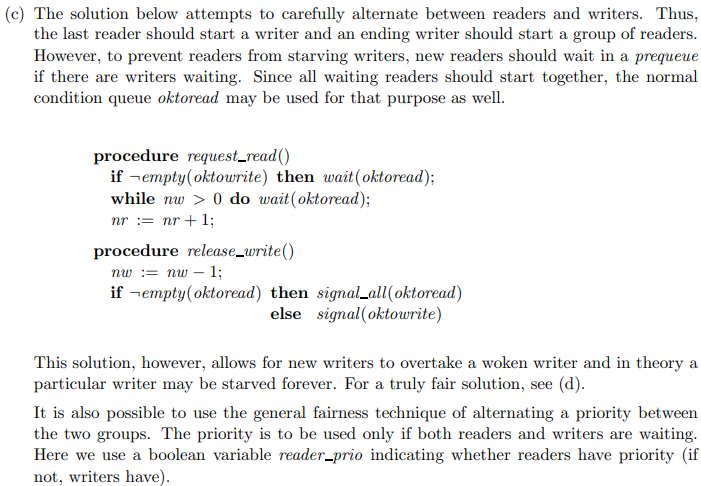 (c) The solution below attempts to carefully alternate between readers and writers. Thus,
the last reader should start a writer and an ending writer should start a group of readers.
However, to prevent readers from starving writers, new readers should wait in a prequeue
if there are writers waiting. Since all waiting readers should start together, the normal
condition queue oktoread may be used for that purpose as well.
procedure request_read()
if ¬empty(oktowrite) then wait(oktoread);
while nw > 0 do wait(oktoread);
nr := nr + 1;
procedure release_write()
nw := nw − 1;
if ¬empty(oktoread) then signal_all(oktoread)
else signal(oktowrite)
This solution, however, allows for new writers to overtake a woken writer and in theory a
particular writer may be starved forever. For a truly fair solution, see (d).
It is also possible to use the general fairness technique of alternating a priority between
the two groups. The priority is to be used only if both readers and writers are waiting.
Here we use a boolean variable reader_prio indicating whether readers have priority (if
not, writers have).